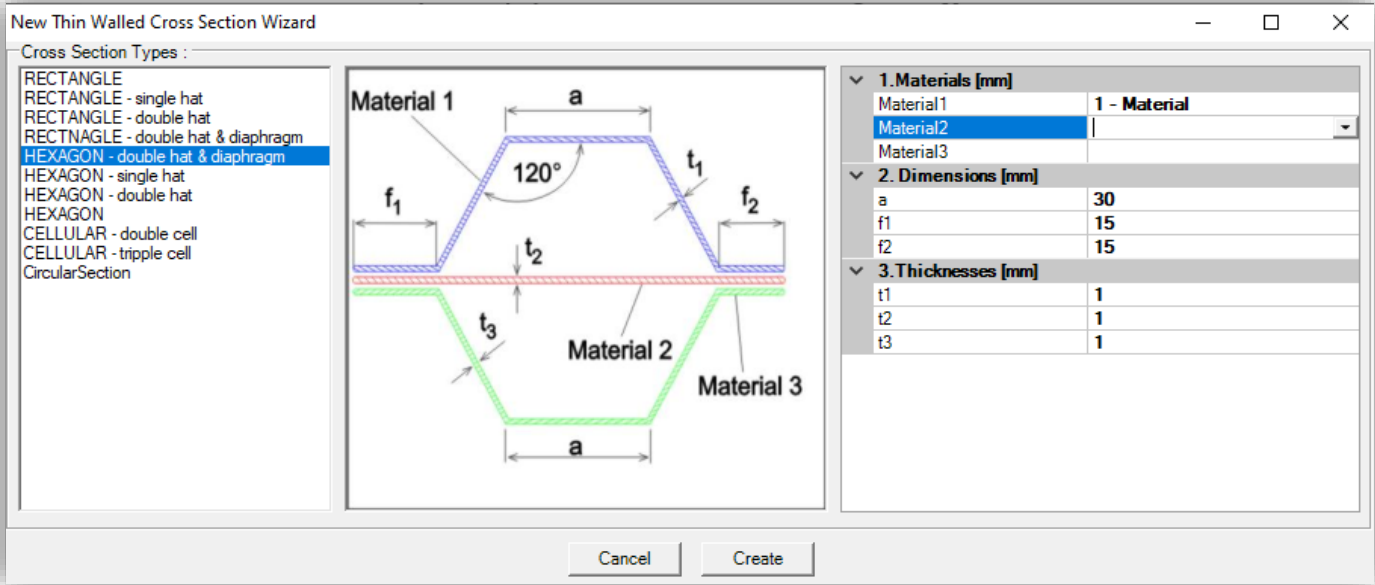 New Thin Walled Cross Section Wizard
Cross Section Types :
RECTANGLE
RECTANGLE - single hat
RECTANGLE - double hat
RECTNAGLE - double hat & diaphragm
HEXAGON - double hat & diaphragm
HEXAGON - single hat
HEXAGON - double hat
HEXAGON
CELLULAR - double cell
CELLULAR - tripple cell
CircularSection
Material 1
a
120°
t1
f1
f2
t2
t3
Material 2
Material 3
a
1.Materials [mm]
Material1 1 - Material
Material2
Material3
2. Dimensions [mm]
a 30
f1 15
f2 15
3.Thicknesses [mm]
t1 1
t2 1
t3 1
Cancel Create